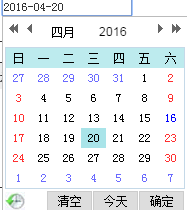 2016-04-20
四月 2016
日 一 二 三 四 五 六
27 28 29 30 31 1 2
3 4 5 6 7 8 9
10 11 12 13 14 15 16
17 18 19 20 21 22 23
24 25 26 27 28 29 30
1 2 3 4 5 6 7
清空 今天 确定